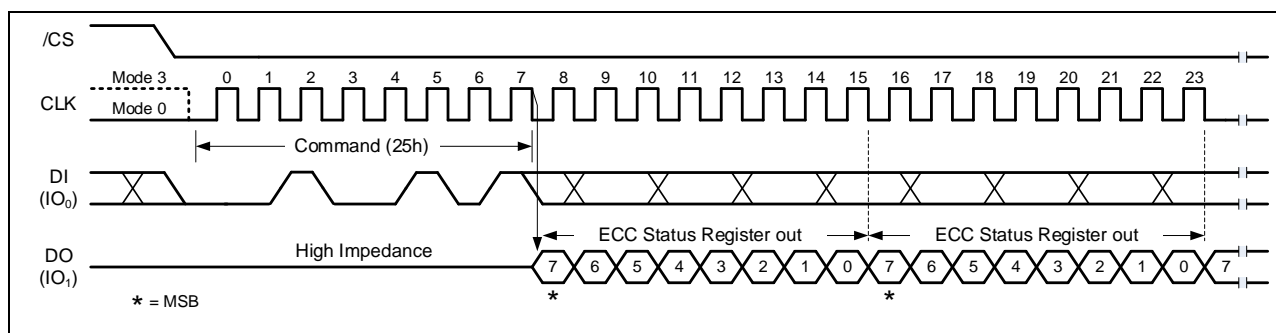 /CS
Mode 3 0 1 2 3 4 5 6 7 8 9 10 11 12 13 14 15 16 17 18 19 20 21 22 23
CLK
Mode 0
Command (25h)
DI
(IO₀)
ECC Status Register out ECC Status Register out
DO High Impedance
(IO₁) 7 6 5 4 3 2 1 0 7 6 5 4 3 2 1 0 7
* = MSB * *